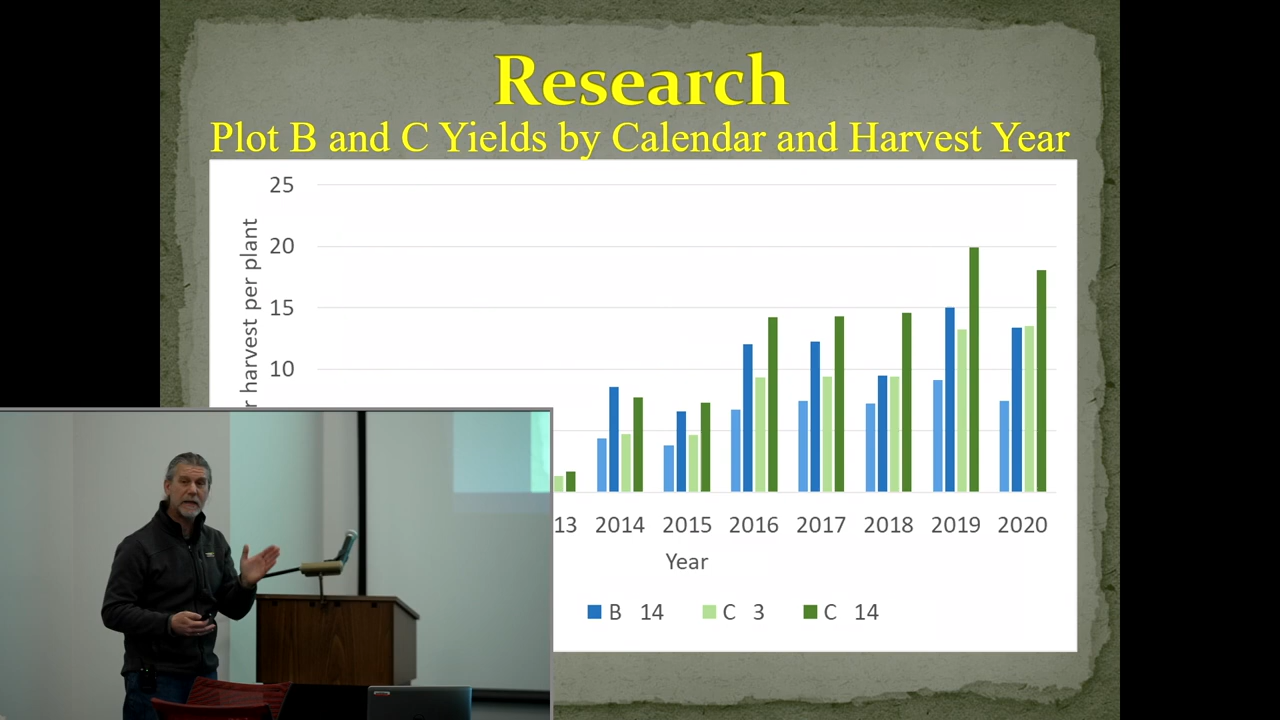 Research
Plot B and C Yields by Calendar and Harvest Year
25
20
15
10
harvest per plant
13 2014 2015 2016 2017 2018 2019 2020
Year
B 14 C 3 C 14